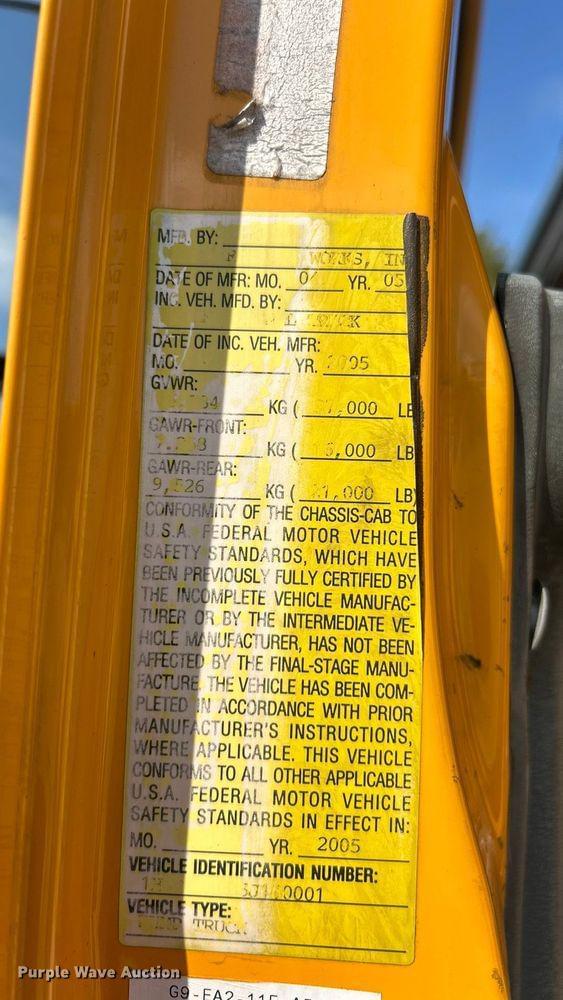 MFD. BY:
DATE OF MFR: MO. YR. 05
INC. VEH. MFD. BY:
DATE OF INC. VEH. MFR:
MO. YR. 2005
GVWR:
KG ( ,000 LB
GAWR-FRONT:
KG ( ,000 LB
GAWR-REAR:
9,526 KG ( ,000 LB)
CONFORMITY OF THE CHASSIS-CAB TO
U.S.A. FEDERAL MOTOR VEHICLE
SAFETY STANDARDS, WHICH HAVE
BEEN PREVIOUSLY FULLY CERTIFIED BY
THE INCOMPLETE VEHICLE MANUFAC-
TURER OR BY THE INTERMEDIATE VE-
HICLE MANUFACTURER, HAS NOT BEEN
AFFECTED BY THE FINAL-STAGE MANU-
FACTURE. THE VEHICLE HAS BEEN COM-
PLETED IN ACCORDANCE WITH PRIOR
MANUFACTURER'S INSTRUCTIONS,
WHERE APPLICABLE. THIS VEHICLE
CONFORMS TO ALL OTHER APPLICABLE
U.S.A. FEDERAL MOTOR VEHICLE
SAFETY STANDARDS IN EFFECT IN:
MO. YR. 2005
VEHICLE IDENTIFICATION NUMBER:
VEHICLE TYPE:
TRUCK
Purple Wave Auction